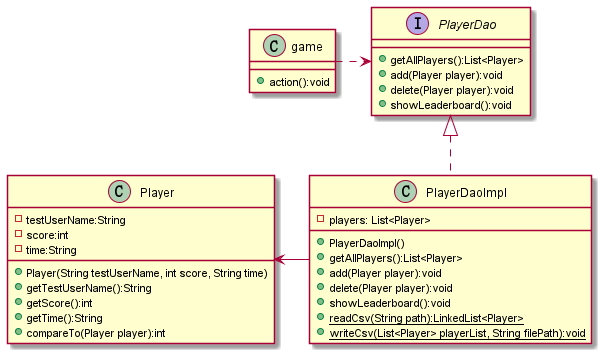 C game
action():void
I PlayerDao
getAllPlayers():List<Player>
add(Player player):void
delete(Player player):void
showLeaderboard():void
C Player
testUserName:String
score:int
time:String
Player(String testUserName, int score, String time)
getTestUserName():String
getScore():int
getTime():String
compareTo(Player player):int
C PlayerDaoImpl
players: List<Player>
PlayerDaoImpl()
getAllPlayers():List<Player>
add(Player player):void
delete(Player player):void
showLeaderboard():void
readCsv(String path):LinkedList<Player>
writeCsv(List<Player> playerList, String filePath):void